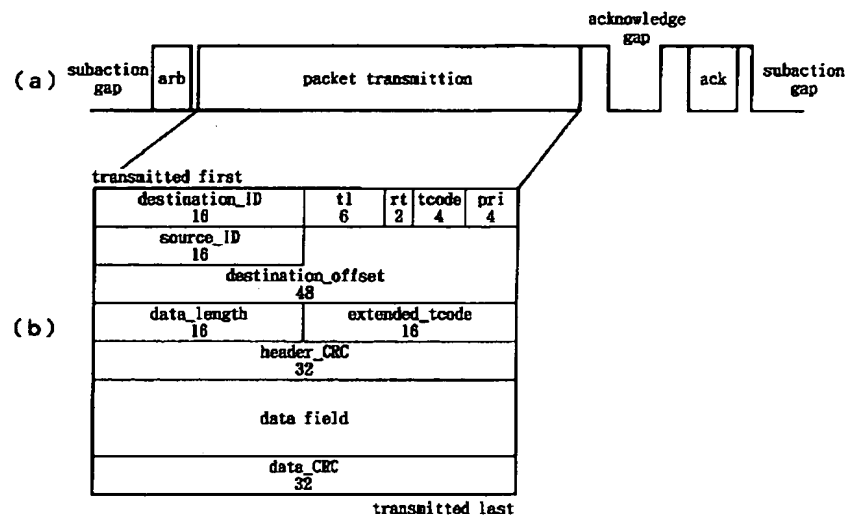 acknowledge
gap
(a)
subaction
gap
arb
packet transmittion
ack
subaction
gap
transmitted first
destination_ID
16
tl
6
rt
2
tcode
4
pri
4
source_ID
16
destination_offset
48
(b)
data_length
16
extended_tcode
16
header_CRC
32
data field
data_CRC
32
transmitted last